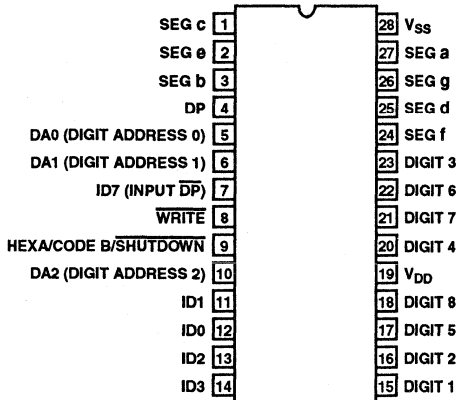 SEG c 1 28 VSS
SEG e 2 27 SEG a
SEG b 3 26 SEG g
DP 4 25 SEG d
DA0 (DIGIT ADDRESS 0) 5 24 SEG f
DA1 (DIGIT ADDRESS 1) 6 23 DIGIT 3
ID7 (INPUT DP) 7 22 DIGIT 6
WRITE 8 21 DIGIT 7
HEXA/CODE B/SHUTDOWN 9 20 DIGIT 4
DA2 (DIGIT ADDRESS 2) 10 19 VDD
ID1 11 18 DIGIT 8
ID0 12 17 DIGIT 5
ID2 13 16 DIGIT 2
ID3 14 15 DIGIT 1